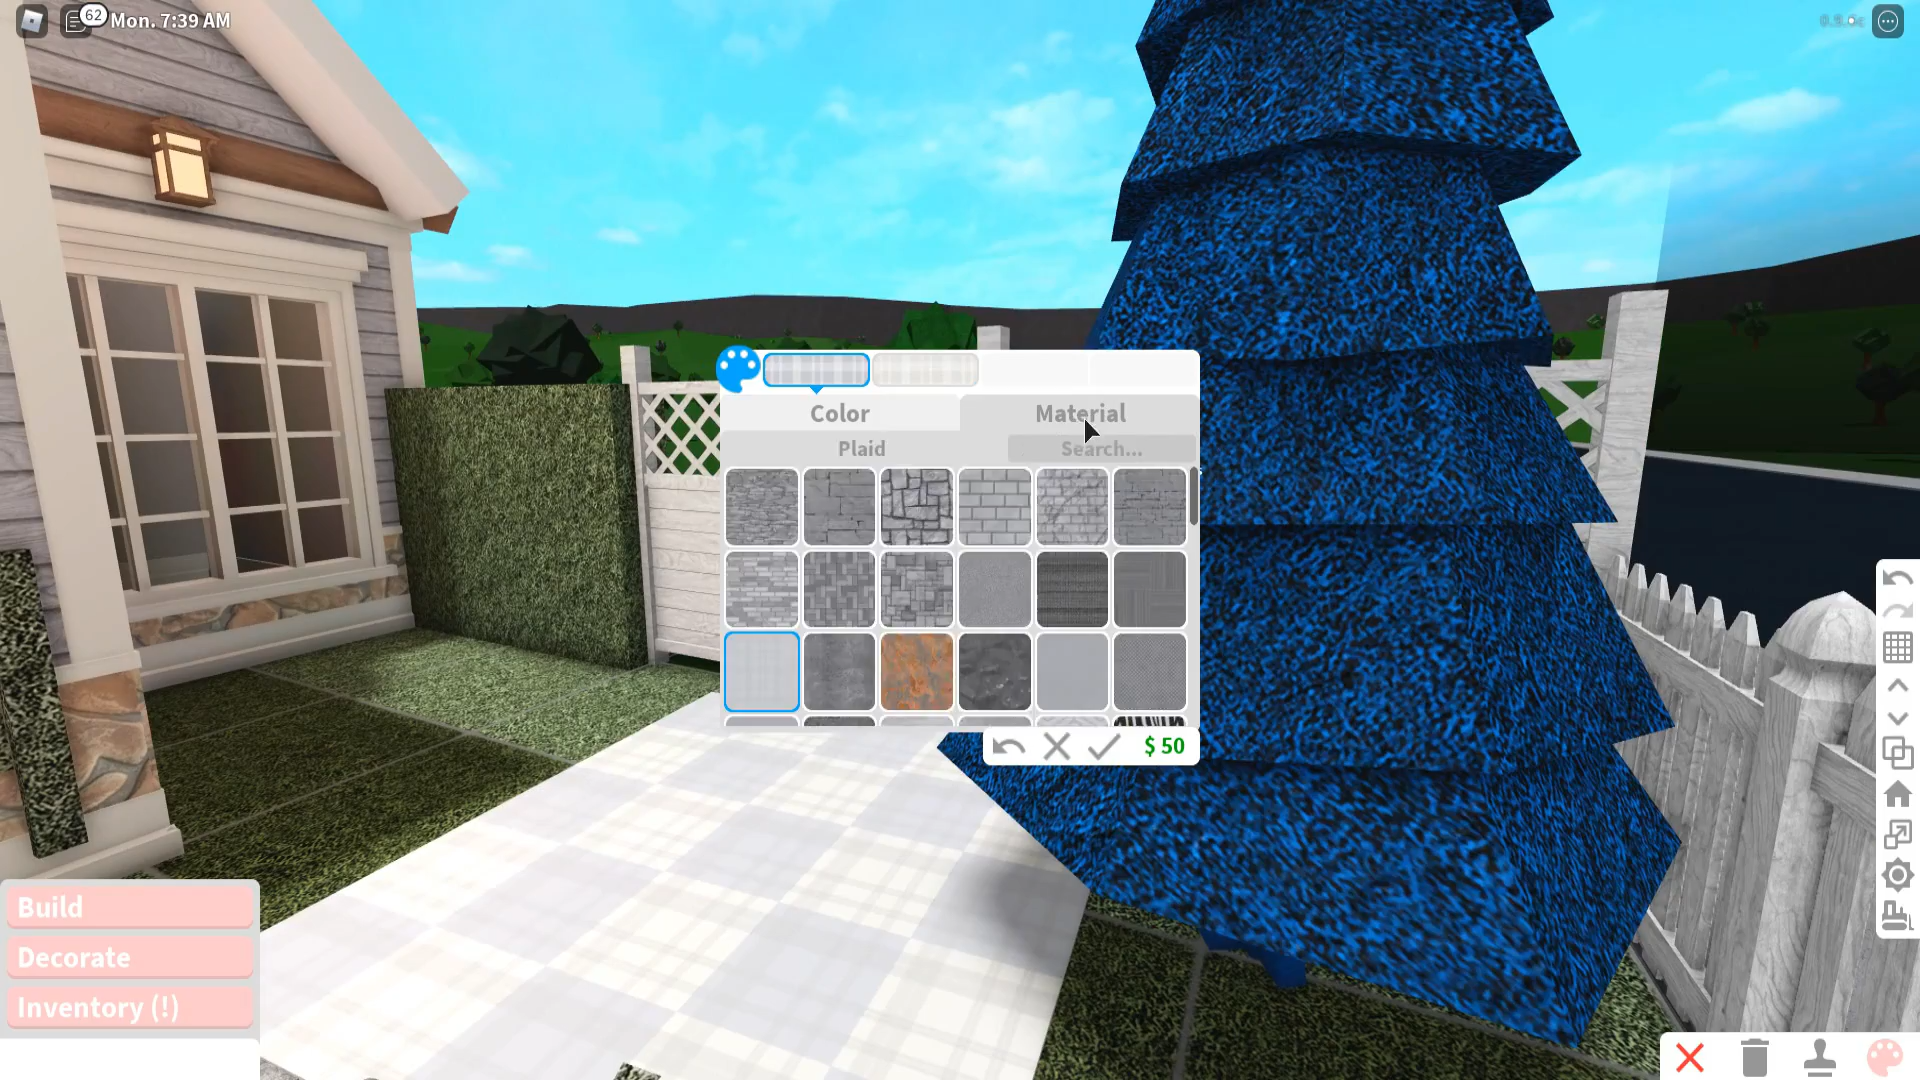 62
Mon. 7:39 AM
Color
Material
Plaid
Search...
$ 50
Build
Decorate
Inventory (!)